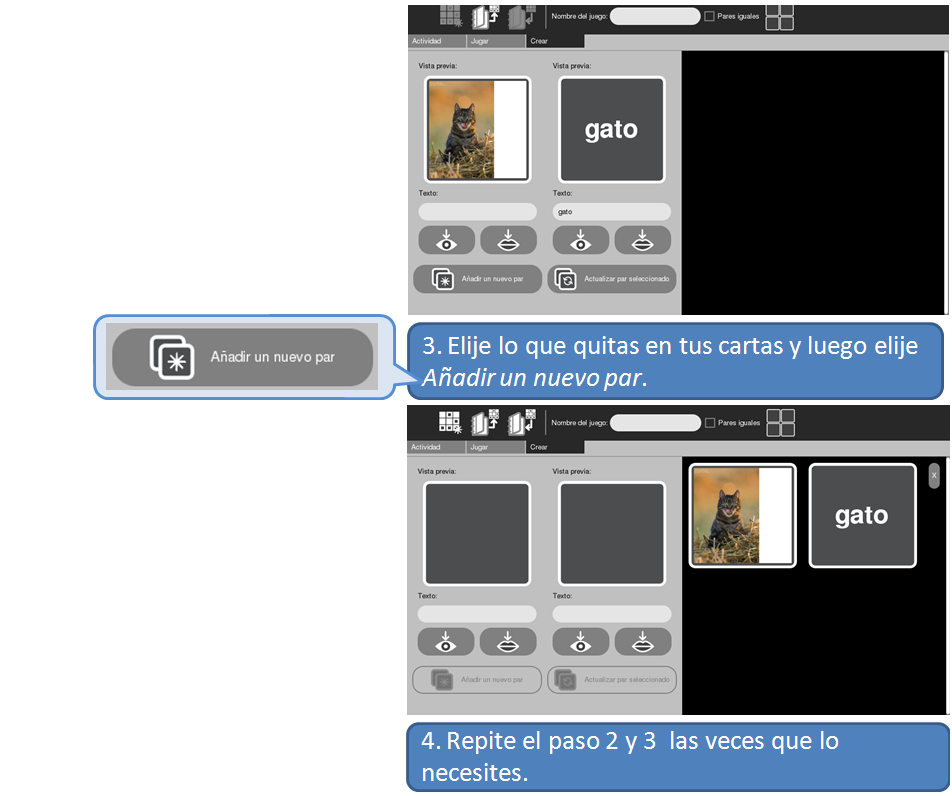 Nombre del juego: Pares iguales
Actividad Jugar Crear
Vista previa: Vista previa:
gato
Texto: Texto:
gato
Añadir un nuevo par Actualizar par seleccionado
Añadir un nuevo par
3. Elije lo que quitas en tus cartas y luego elije
Añadir un nuevo par.
Nombre del juego: Pares iguales
Actividad Jugar Crear
Vista previa: Vista previa:
x
gato
Texto: Texto:
Añadir un nuevo par Actualizar par seleccionado
4. Repite el paso 2 y 3 las veces que lo
necesites.